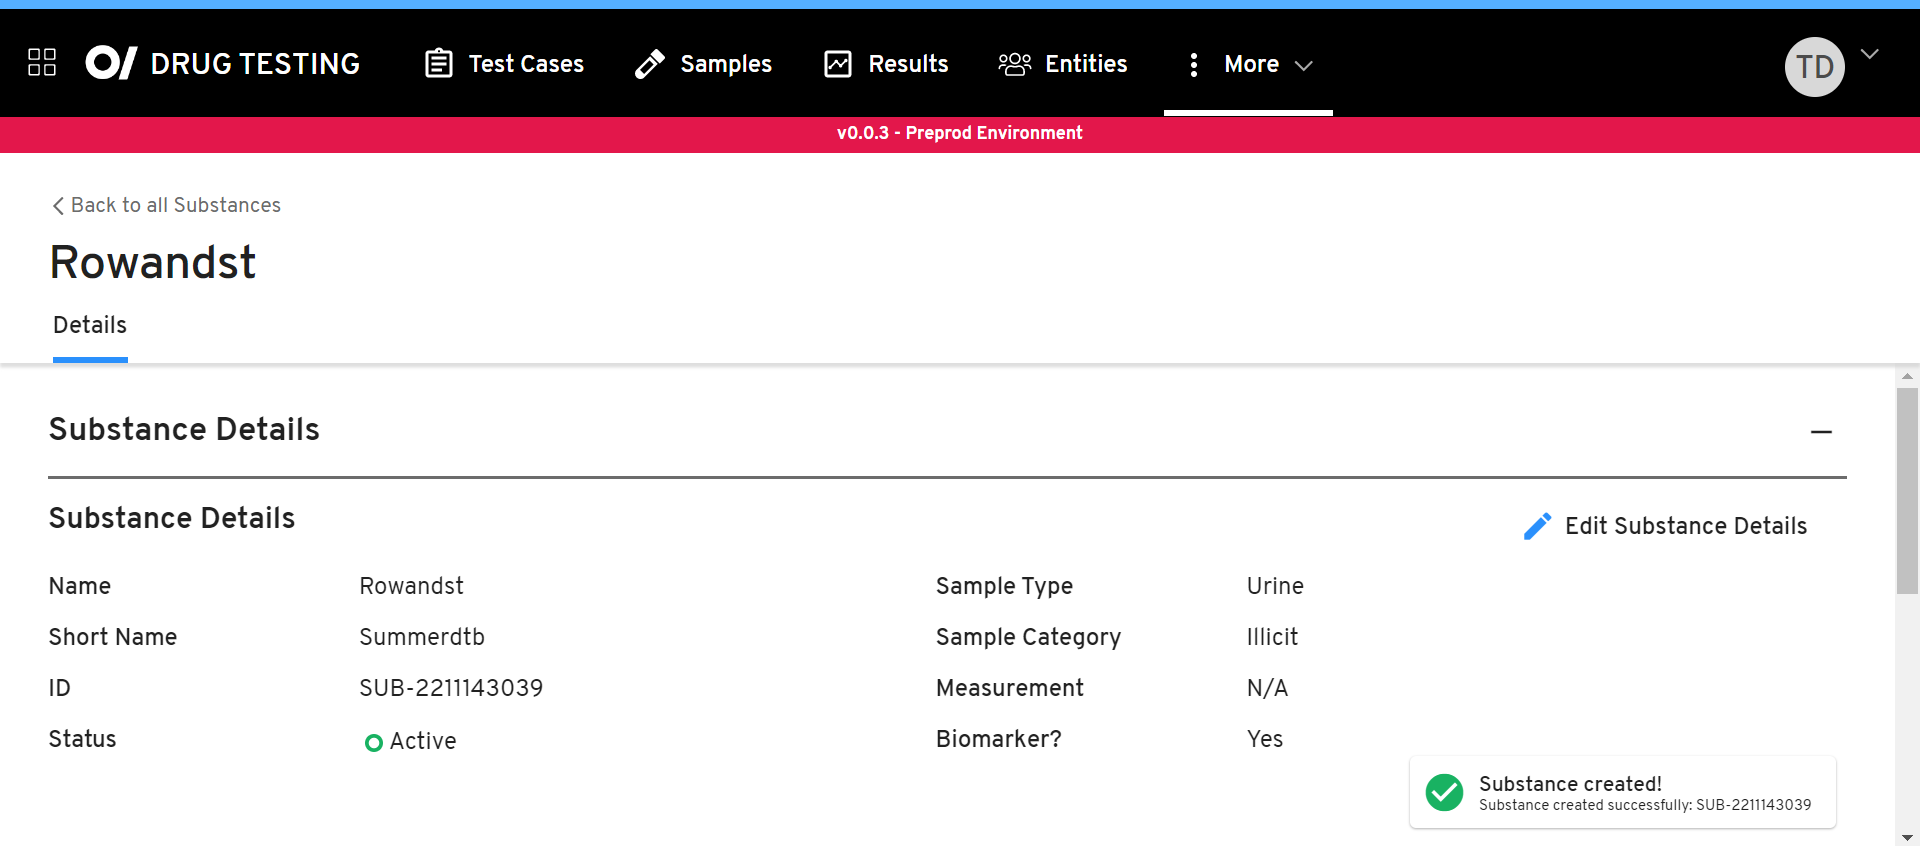 DRUG TESTING
Test Cases
Samples
Results
Entities
More
TD
v0.0.3 - Preprod Environment
Back to all Substances
Rowandst
Details
Substance Details
Substance Details
Edit Substance Details
Name Rowandst Sample Type Urine
Short Name Summerdtb Sample Category Illicit
ID SUB-2211143039 Measurement N/A
Status Active Biomarker? Yes
Substance created!
Substance created successfully: SUB-2211143039